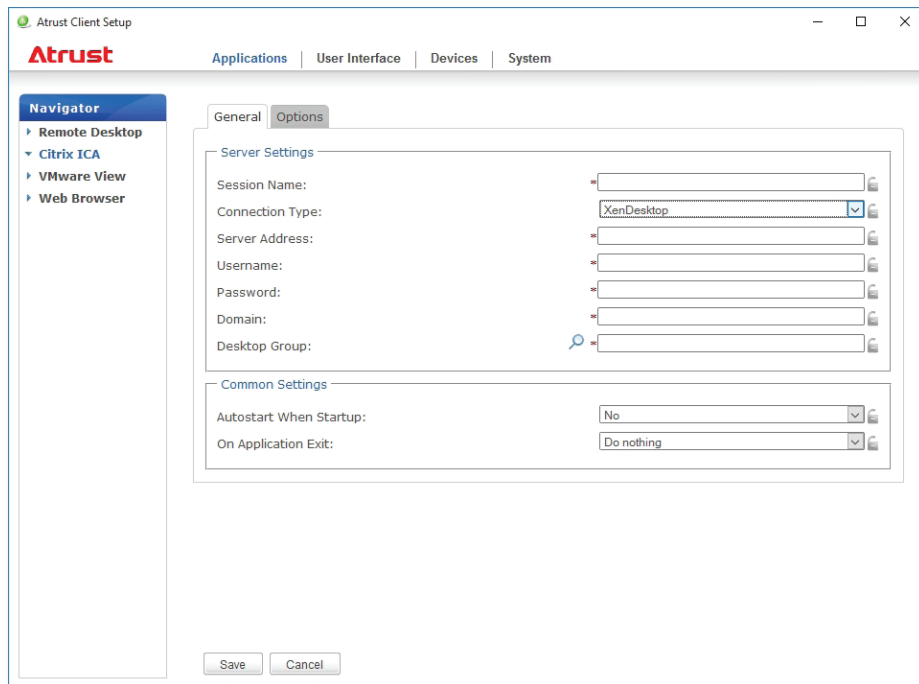 Atrust Client Setup
Atrust Applications User Interface Devices System
Navigator
Remote Desktop
Citrix ICA
VMware View
Web Browser
General Options
Server Settings
Session Name: *
Connection Type: XenDesktop
Server Address: *
Username: *
Password: *
Domain: *
Desktop Group: *
Common Settings
Autostart When Startup: No
On Application Exit: Do nothing
Save Cancel